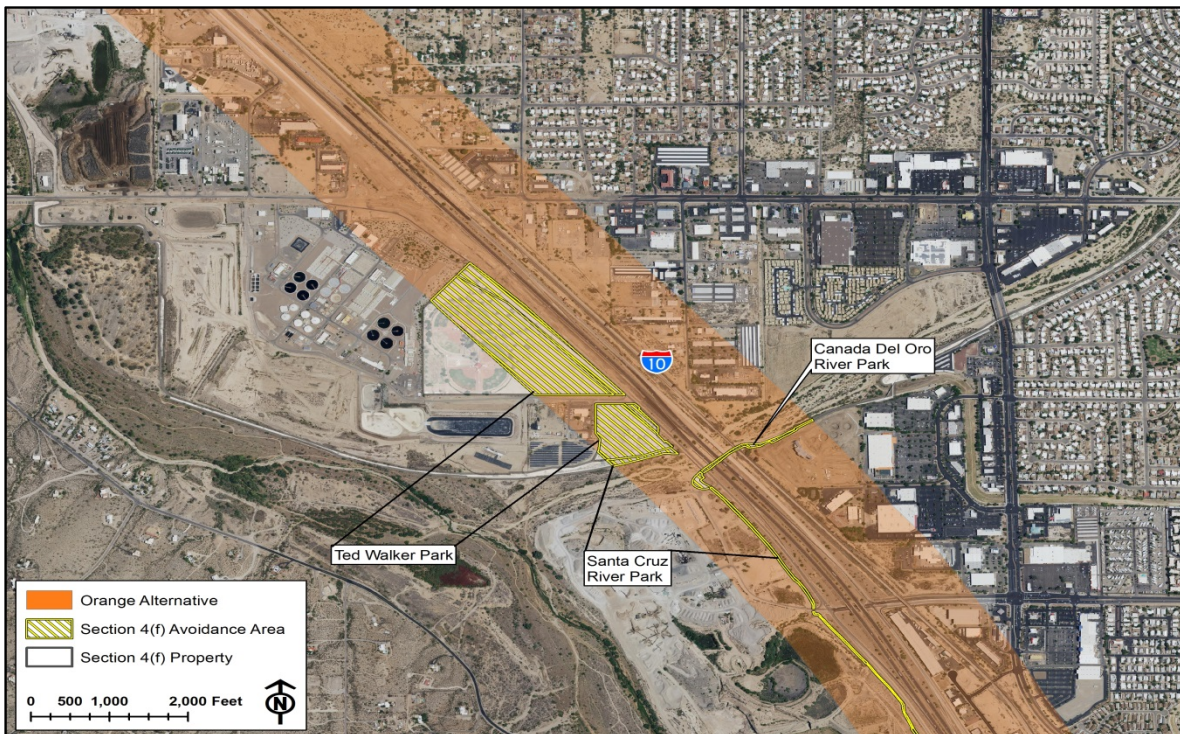 10
Canada Del Oro
River Park
Ted Walker Park
Santa Cruz
River Park
Orange Alternative
Section 4(f) Avoidance Area
Section 4(f) Property
0 500 1,000 2,000 Feet
N